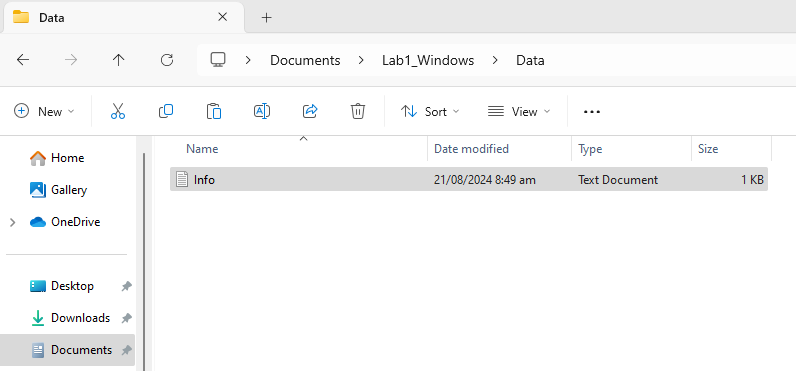 Data
Documents > Lab1_Windows > Data
New Sort View
Name Date modified Type Size
Home
Gallery
OneDrive
Info 21/08/2024 8:49 am Text Document 1 KB
Desktop
Downloads
Documents